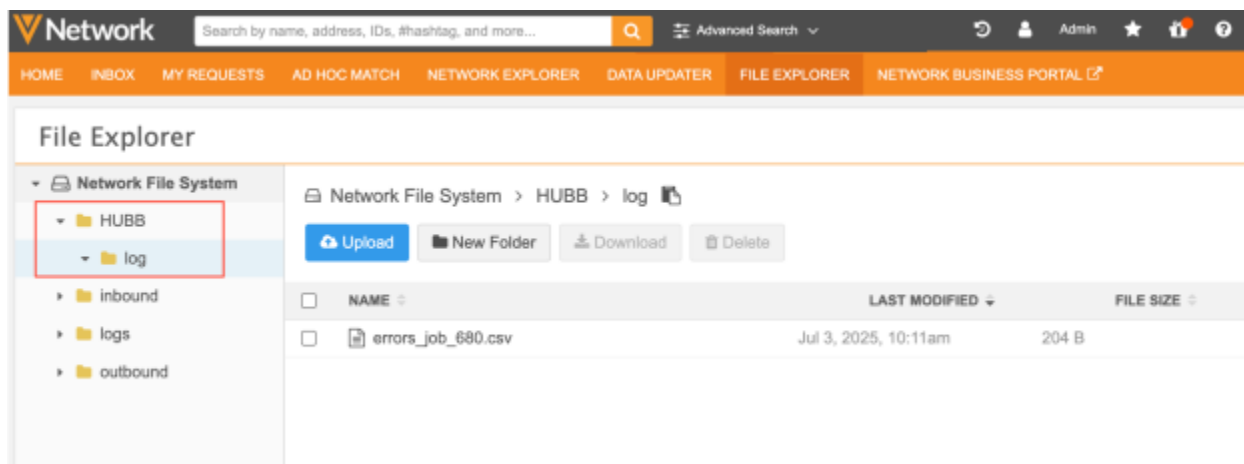 Network
Search by name, address, IDs, #hashtag, and more...
Advanced Search
Admin
HOME INBOX MY REQUESTS AD HOC MATCH NETWORK EXPLORER DATA UPDATER FILE EXPLORER NETWORK BUSINESS PORTAL
File Explorer
Network File System
HUBB
log
inbound
logs
outbound
Network File System > HUBB > log
Upload New Folder Download Delete
NAME LAST MODIFIED FILE SIZE
errors_job_680.csv Jul 3, 2025, 10:11am 204 B